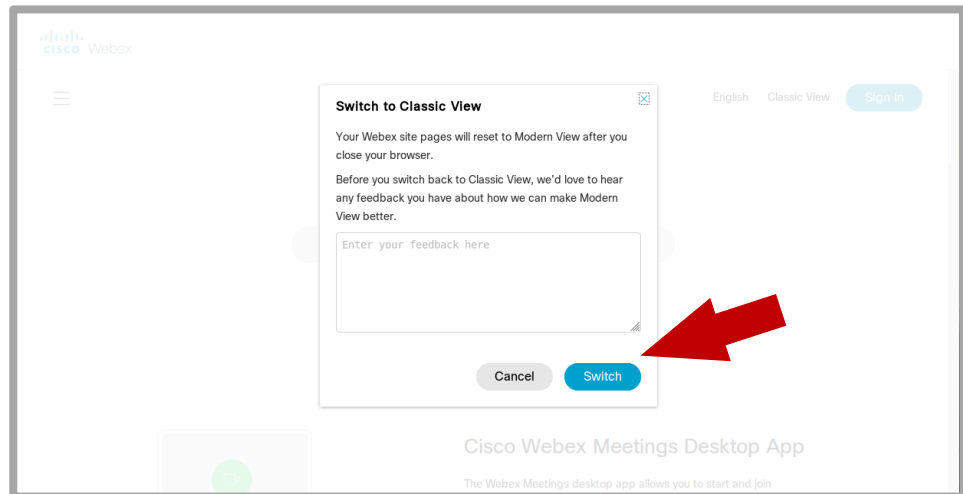 cisco Webex
English Classic View Sign In
Switch to Classic View
Your Webex site pages will reset to Modern View after you
close your browser.
Before you switch back to Classic View, we'd love to hear
any feedback you have about how we can make Modern
View better.
Enter your feedback here
Cancel Switch
Cisco Webex Meetings Desktop App
The Webex Meetings desktop app allows you to start and join